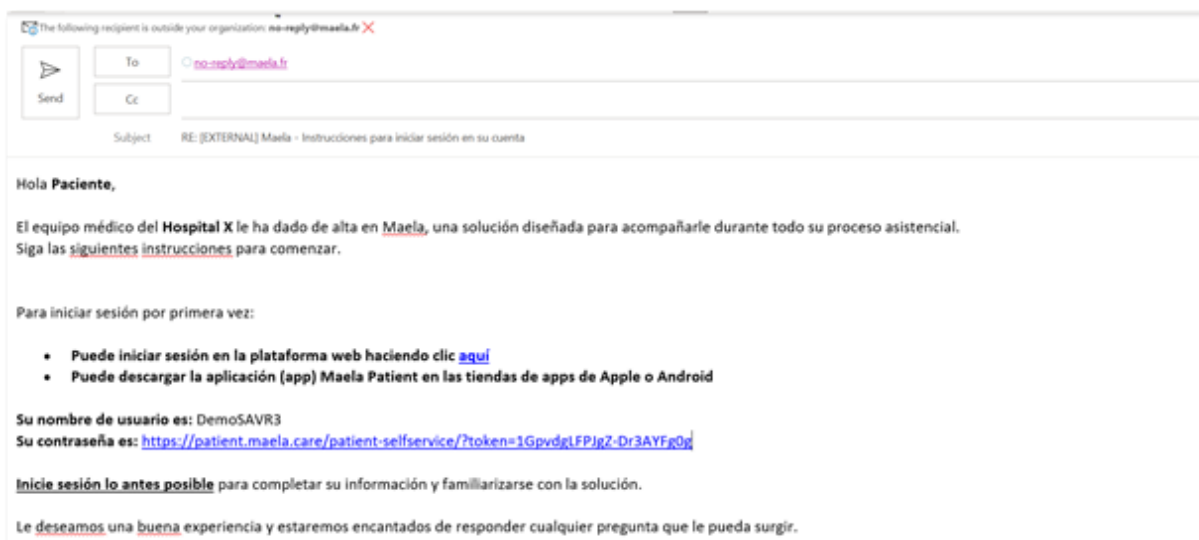 The following recipient is outside your organization: no-reply@maela.fr
To
no-reply@maela.fr
Send
Cc
Subject
RE: [EXTERNAL] Maela - Instrucciones para iniciar sesión en su cuenta
Hola Paciente,
El equipo médico del Hospital X le ha dado de alta en Maela, una solución diseñada para acompañarle durante todo su proceso asistencial.
Siga las siguientes instrucciones para comenzar.
Para iniciar sesión por primera vez:
• Puede iniciar sesión en la plataforma web haciendo clic aquí
• Puede descargar la aplicación (app) Maela Patient en las tiendas de apps de Apple o Android
Su nombre de usuario es: DemoSAVR3
Su contraseña es: https://patient.maela.care/patient-selfservice/?token=1GpvdgLFPJgZ-Dr3AYFg0g
Inicie sesión lo antes posible para completar su información y familiarizarse con la solución.
Le deseamos una buena experiencia y estaremos encantados de responder cualquier pregunta que le pueda surgir.